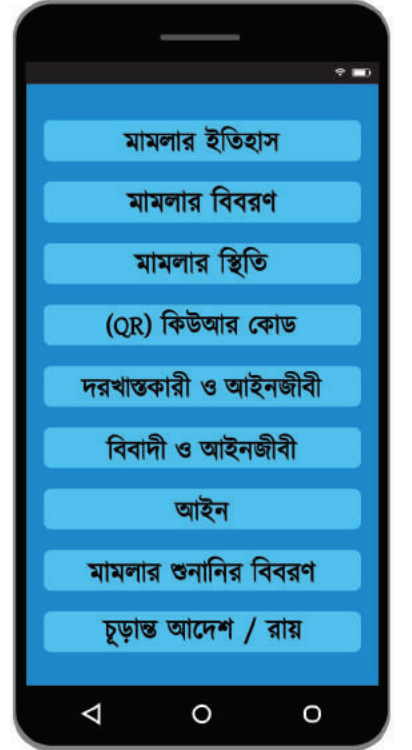 মামলার ইতিহাস
মামলার বিবরণ
মামলার স্থিতি
(QR) কিউআর কোড
দরখাস্তকারী ও আইনজীবী
বিবাদী ও আইনজীবী
আইন
মামলার শুনানির বিবরণ
চূড়ান্ত আদেশ / রায়